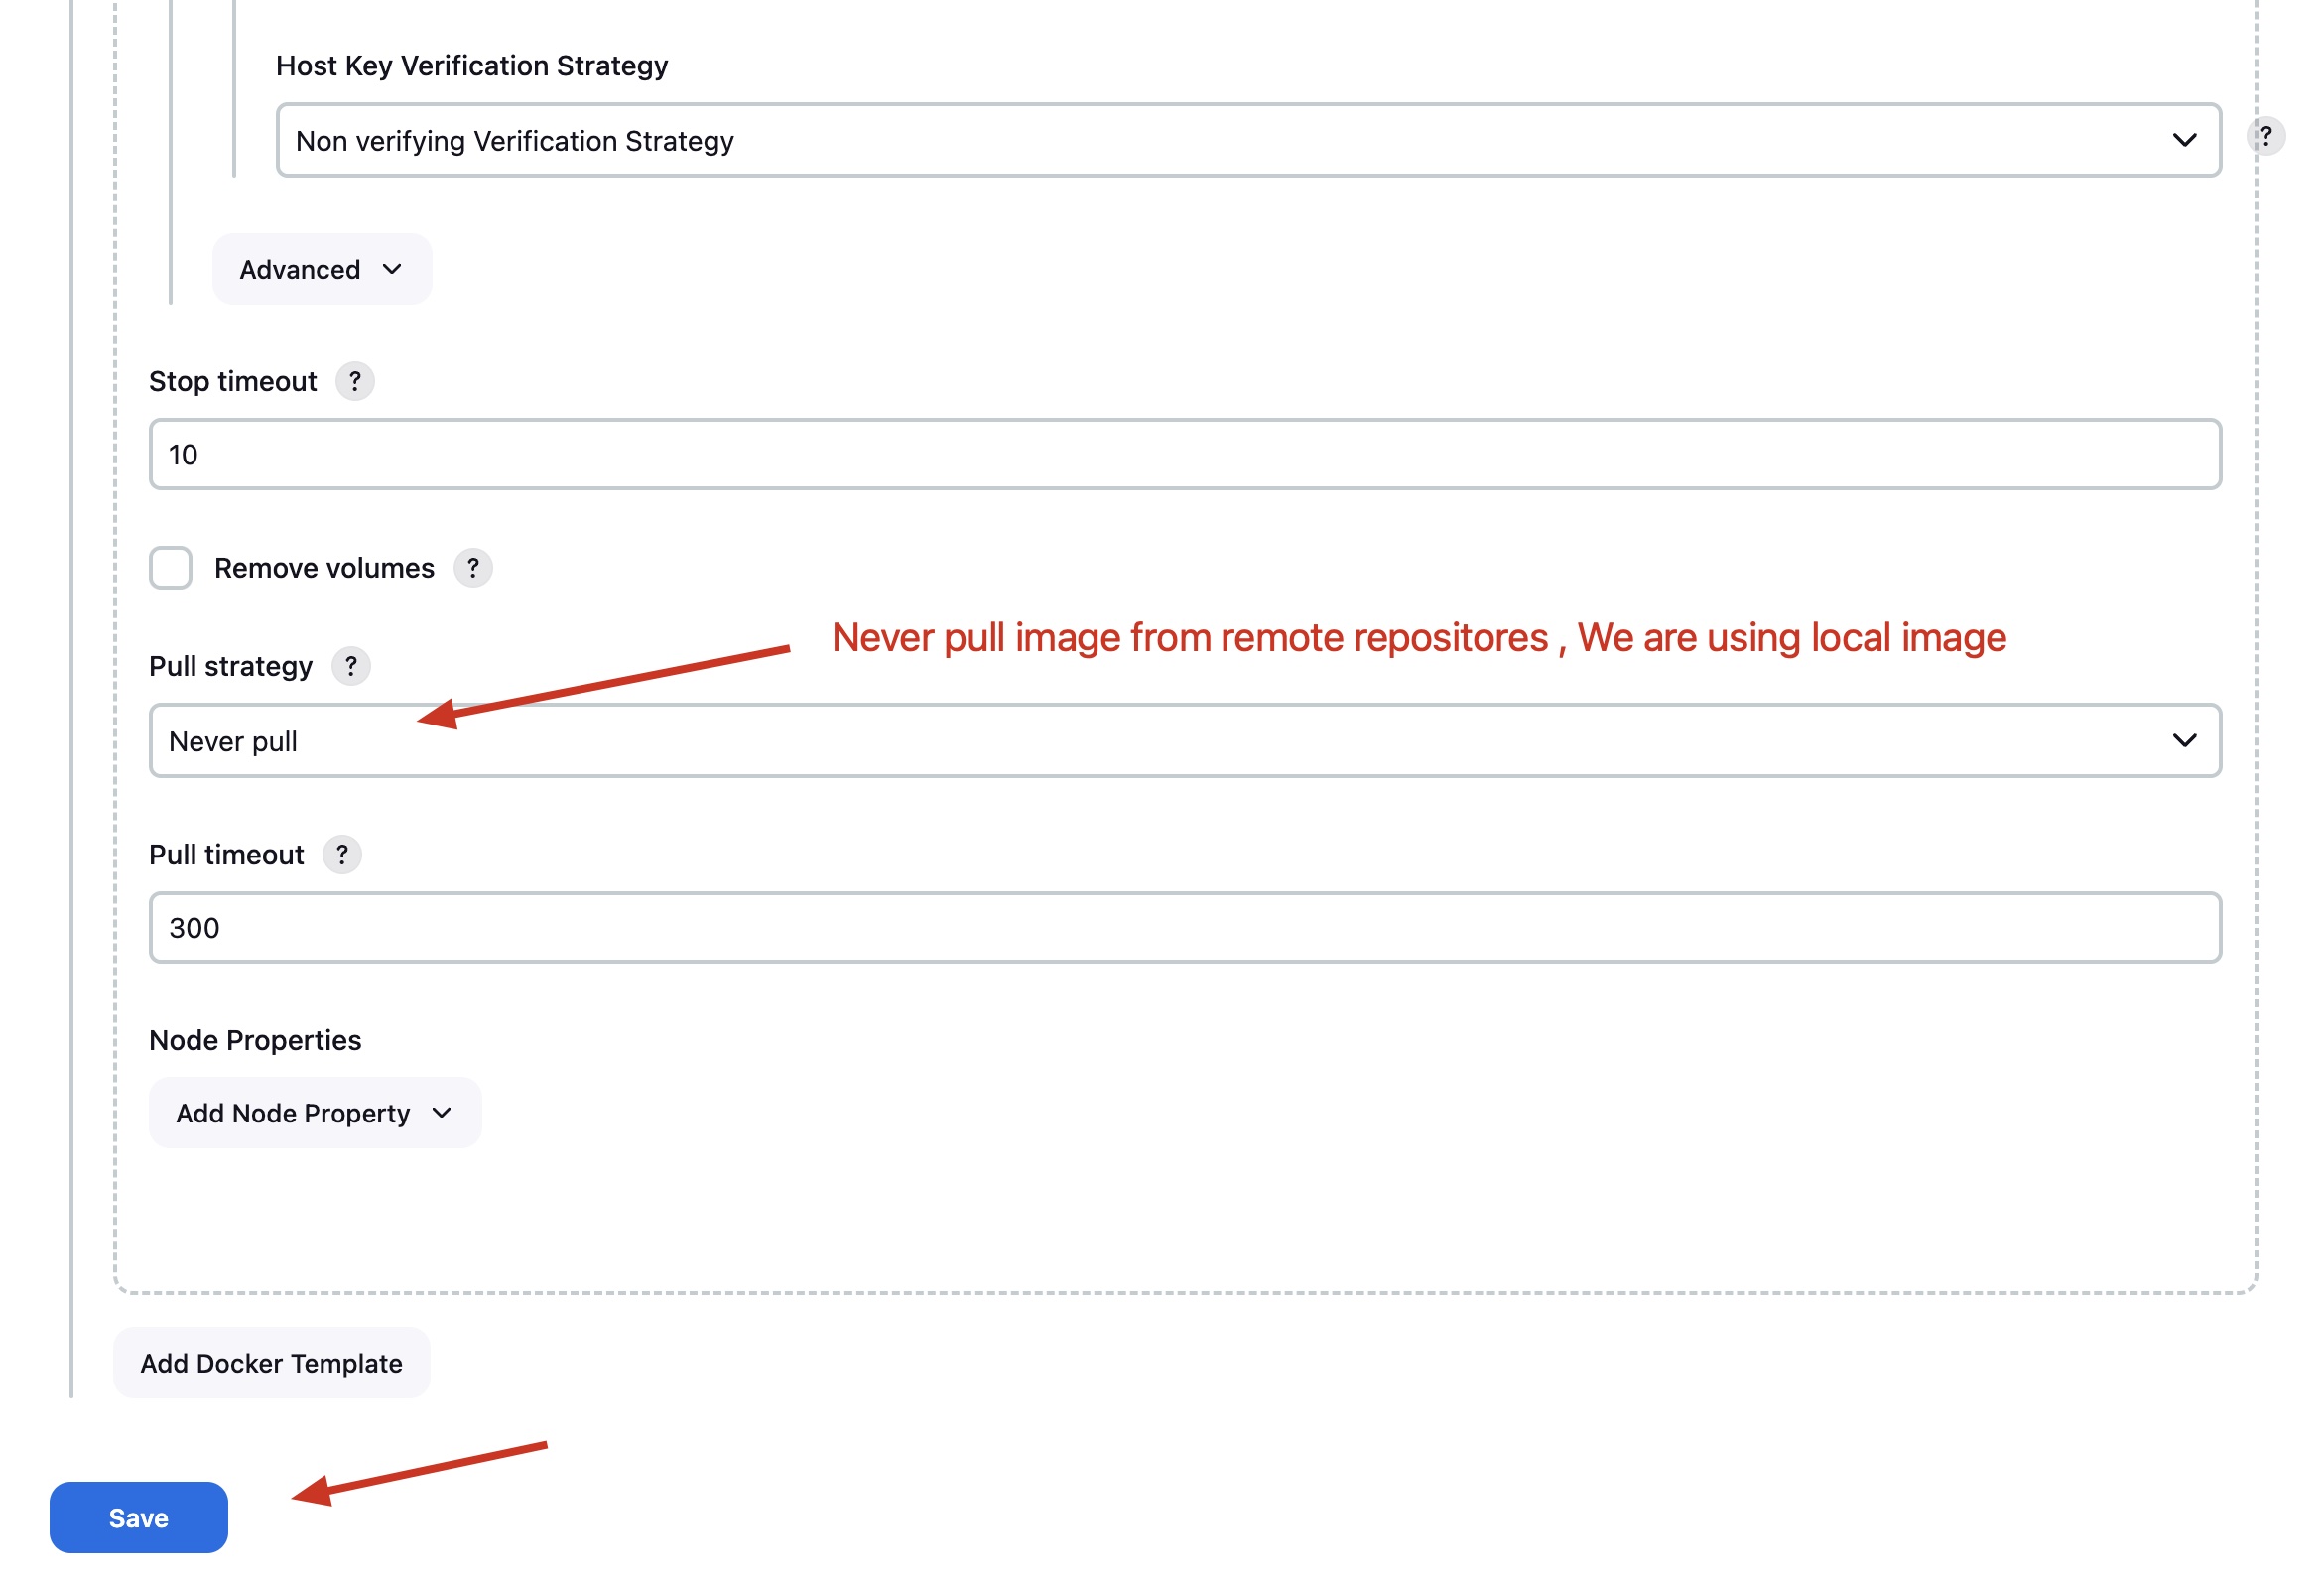 Host Key Verification Strategy
Non verifying Verification Strategy
?
Advanced
Stop timeout ?
10
Remove volumes ?
Never pull image from remote repositores , We are using local image
Pull strategy ?
Never pull
Pull timeout ?
300
Node Properties
Add Node Property
Add Docker Template
Save